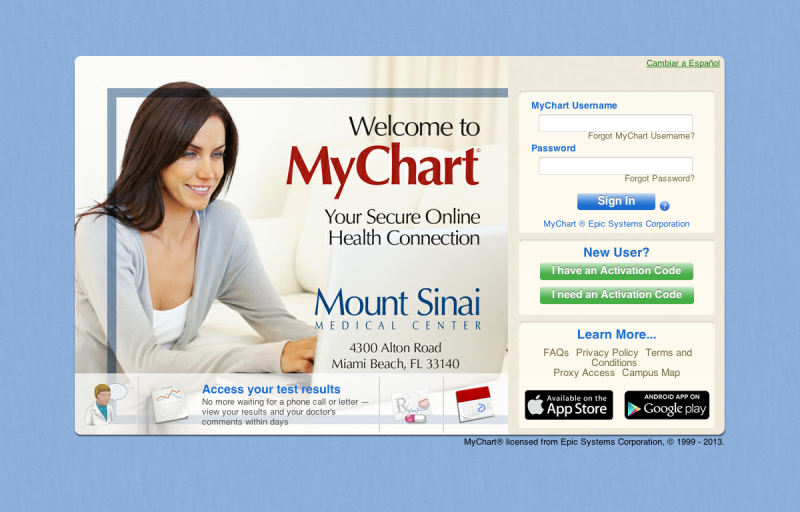 Cambiar a Español
Welcome to
MyChart®
Your Secure Online
Health Connection
Mount Sinai
MEDICAL CENTER
4300 Alton Road
Miami Beach, FL 33140
Access your test results
No more waiting for a phone call or letter —
view your results and your doctor's
comments within days
MyChart Username
Forgot MyChart Username?
Password
Forgot Password?
Sign In
?
MyChart ® Epic Systems Corporation
New User?
I have an Activation Code
I need an Activation Code
Learn More...
FAQs Privacy Policy Terms and
Conditions
Proxy Access Campus Map
Available on the
App Store
ANDROID APP ON
Google play
MyChart® licensed from Epic Systems Corporation, © 1999 - 2013.